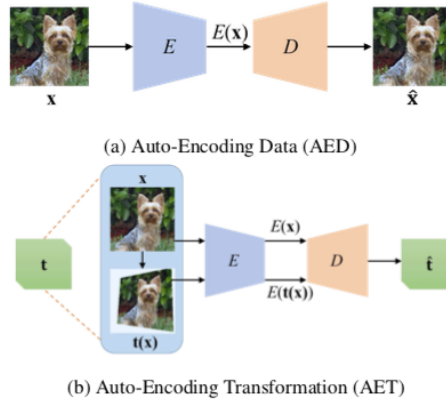 E E(x) D
x x̂
(a) Auto-Encoding Data (AED)
x
E(x)
t E D t̂
E(t(x))
t(x)
(b) Auto-Encoding Transformation (AET)